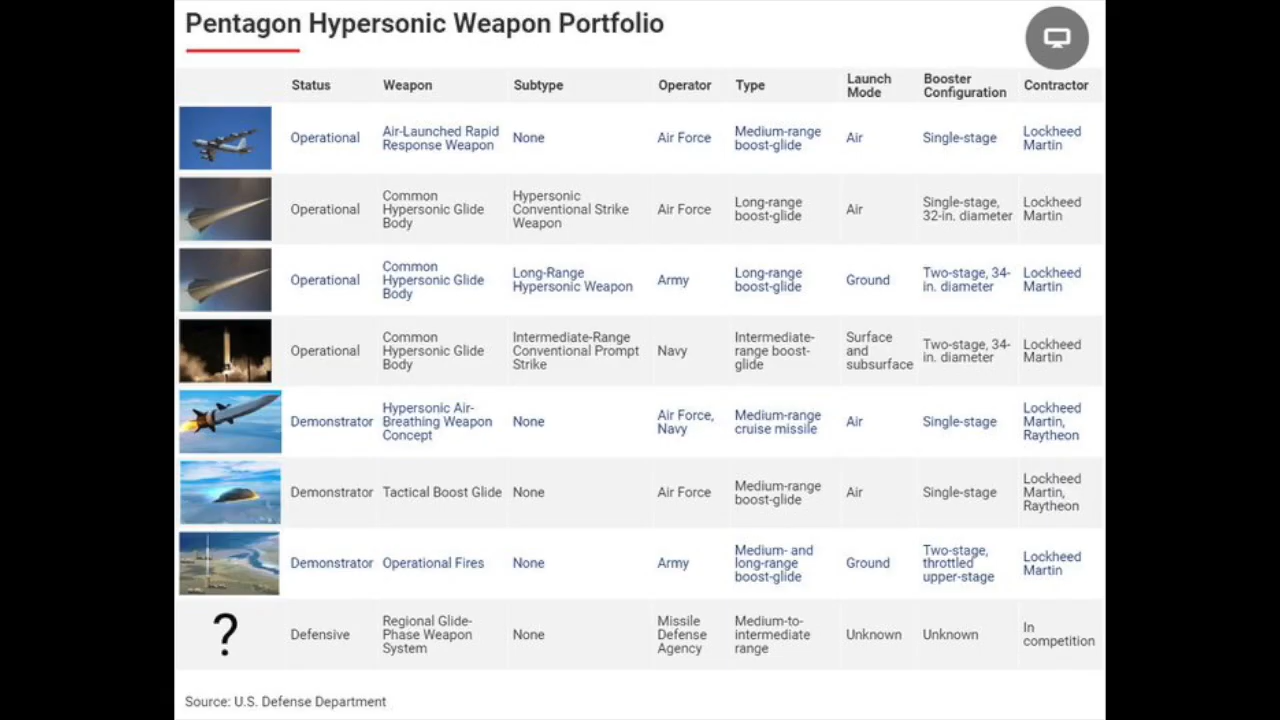 Pentagon Hypersonic Weapon Portfolio
Status Weapon Subtype Operator Type Launch Mode Booster Configuration Contractor
Operational Air-Launched Rapid Response Weapon None Air Force Medium-range boost-glide Air Single-stage Lockheed Martin
Operational Common Hypersonic Glide Body Hypersonic Conventional Strike Weapon Air Force Long-range boost-glide Air Single-stage, 32-in. diameter Lockheed Martin
Operational Common Hypersonic Glide Body Long-Range Hypersonic Weapon Army Long-range boost-glide Ground Two-stage, 34-in. diameter Lockheed Martin
Operational Common Hypersonic Glide Body Intermediate-Range Conventional Prompt Strike Navy Intermediate-range boost-glide Surface and subsurface Two-stage, 34-in. diameter Lockheed Martin
Demonstrator Hypersonic Air-Breathing Weapon Concept None Air Force, Navy Medium-range cruise missile Air Single-stage Lockheed Martin, Raytheon
Demonstrator Tactical Boost Glide None Air Force Medium-range boost-glide Air Single-stage Lockheed Martin, Raytheon
Demonstrator Operational Fires None Army Medium- and long-range boost-glide Ground Two-stage, throttled upper-stage Lockheed Martin
? Defensive Regional Glide-Phase Weapon System None Missile Defense Agency Medium-to-intermediate range Unknown Unknown In competition
Source: U.S. Defense Department